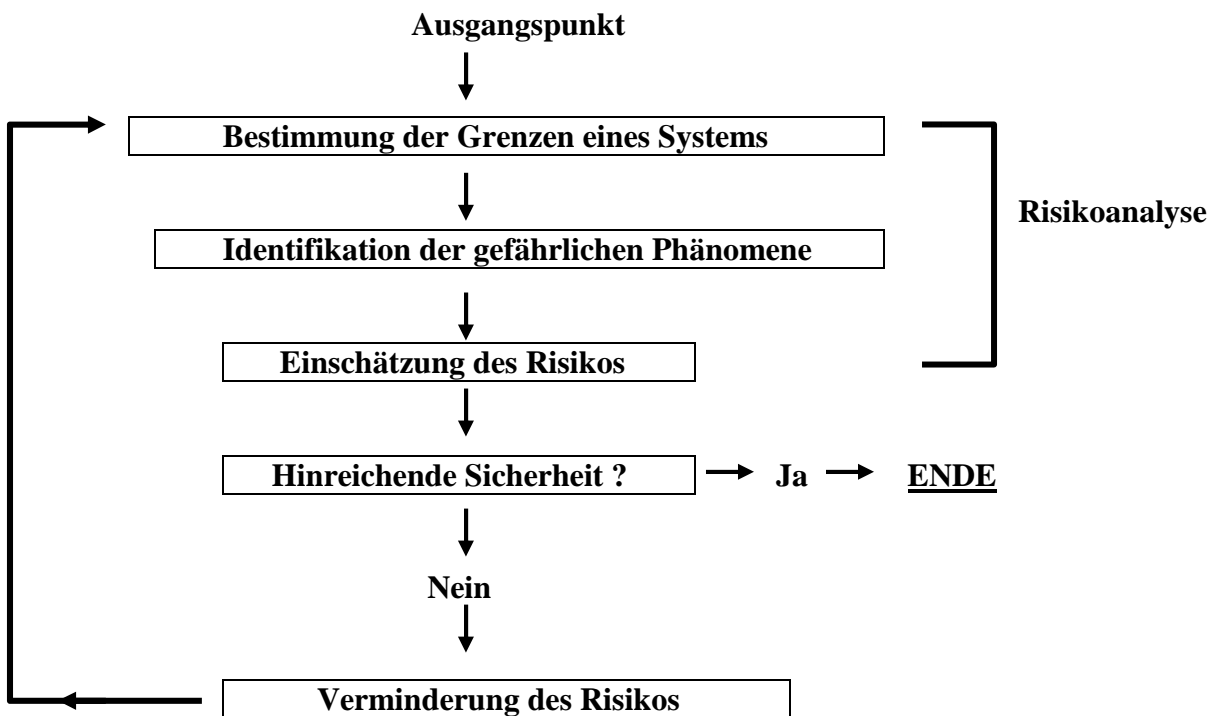 Ausgangspunkt
Bestimmung der Grenzen eines Systems
Risikoanalyse
Identifikation der gefährlichen Phänomene
Einschätzung des Risikos
Hinreichende Sicherheit ? Ja ENDE
Nein
Verminderung des Risikos